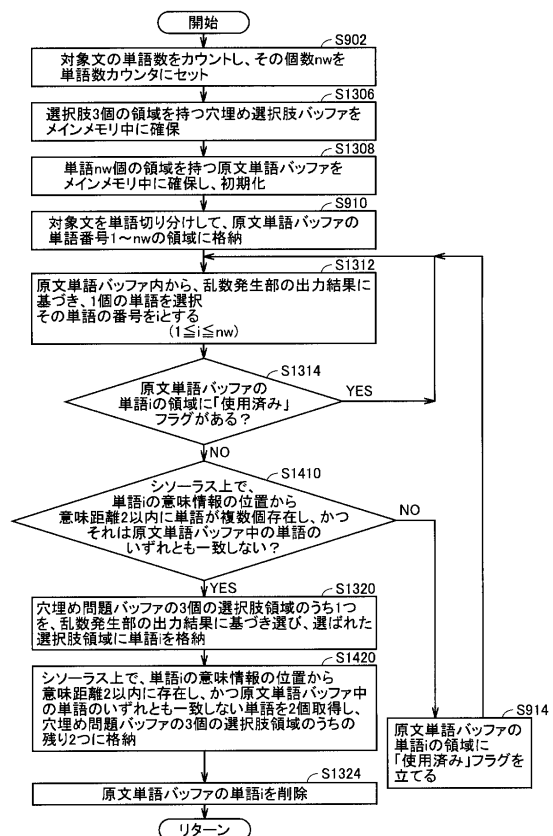 開始
S902
対象文の単語数をカウントし、その個数nwを
単語数カウンタにセット
S1306
選択肢3個の領域を持つ穴埋め選択肢バッファを
メインメモリ中に確保
S1308
単語nw個の領域を持つ原文単語バッファを
メインメモリ中に確保し、初期化
S910
対象文を単語切り分けして、原文単語バッファの
単語番号1～nwの領域に格納
S1312
原文単語バッファ内から、乱数発生部の出力結果に
基づき、1個の単語を選択
その単語の番号をiとする
(1≦i≦nw)
S1314
原文単語バッファの
単語iの領域に「使用済み」
フラグがある?
YES
NO
S1410
シソーラス上で、
単語iの意味情報の位置から
意味距離2以内に単語が複数個存在し、かつ
それは原文単語バッファ中の単語の
いずれとも一致しない?
NO
YES
S1320
穴埋め問題バッファの3個の選択肢領域のうち1つ
を、乱数発生部の出力結果に基づき選び、選ばれた
選択肢領域に単語iを格納
S1420
シソーラス上で、単語iの意味情報の位置から
意味距離2以内に存在し、かつ原文単語バッファ中
の単語のいずれとも一致しない単語を2個取得し、
穴埋め問題バッファの3個の選択肢領域のうちの
残り2つに格納
S914
原文単語バッファの
単語iの領域に
「使用済み」フラグを
立てる
S1324
原文単語バッファの単語iを削除
リターン